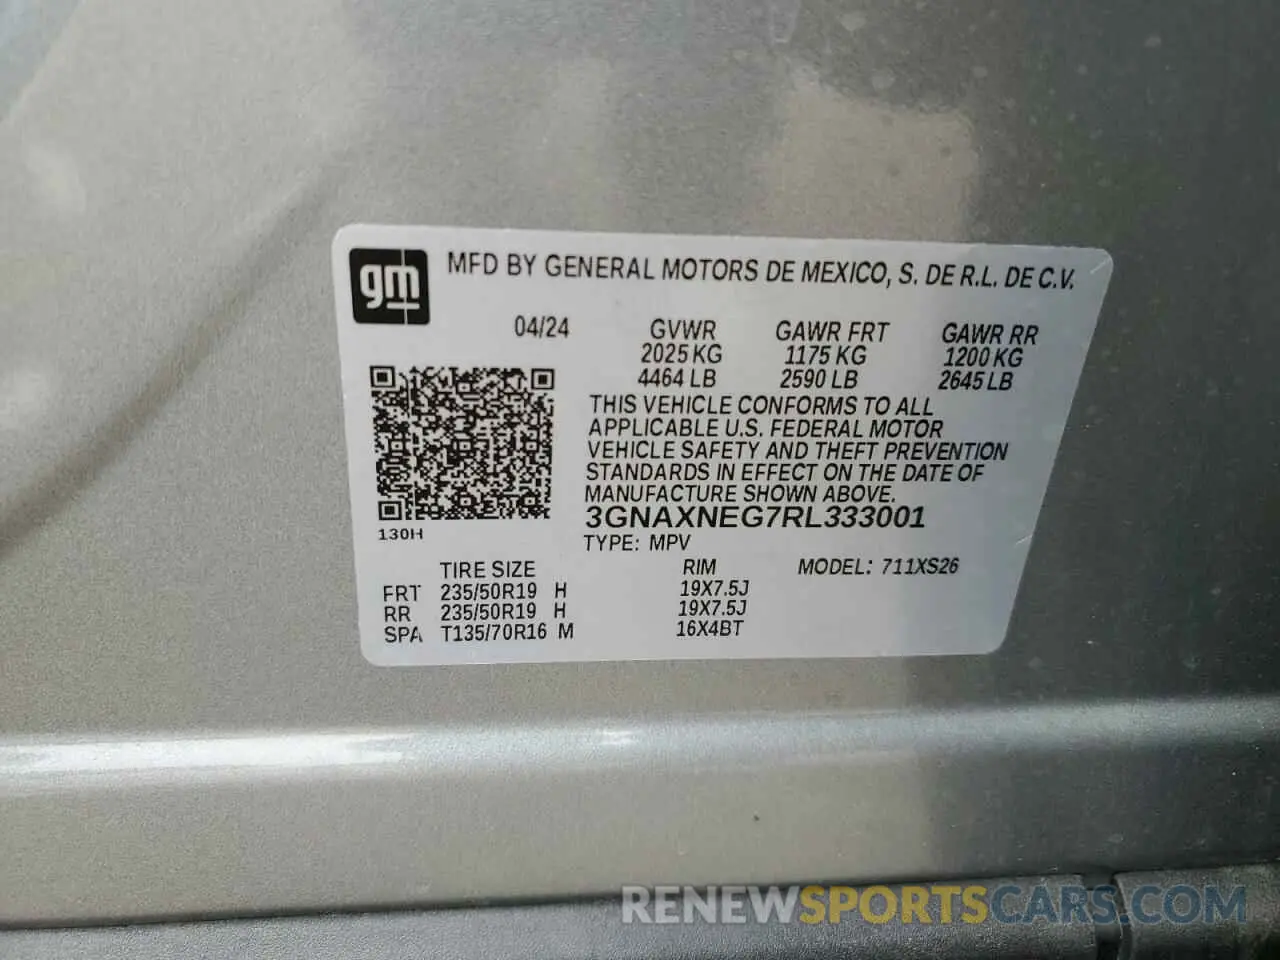 gm
MFD BY GENERAL MOTORS DE MEXICO, S. DE R.L. DE C.V.
04/24 GVWR GAWR FRT GAWR RR
2025 KG 1175 KG 1200 KG
4464 LB 2590 LB 2645 LB
THIS VEHICLE CONFORMS TO ALL
APPLICABLE U.S. FEDERAL MOTOR
VEHICLE SAFETY AND THEFT PREVENTION
STANDARDS IN EFFECT ON THE DATE OF
MANUFACTURE SHOWN ABOVE.
3GNAXNEG7RL333001
130H
TYPE: MPV
TIRE SIZE RIM MODEL: 711XS26
FRT 235/50R19 H 19X7.5J
RR 235/50R19 H 19X7.5J
SPA T135/70R16 M 16X4BT
RENEWSPORTSCARS.COM